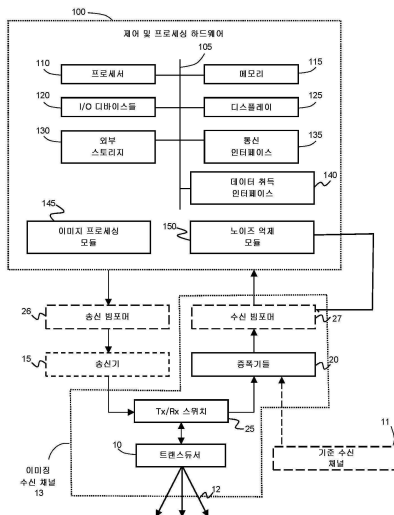 100
제어 및 프로세싱 하드웨어
105
110
프로세서
메모리
115
120
I/O 디바이스들
디스플레이
125
130
외부
스토리지
통신
인터페이스
135
데이터 취득
인터페이스
140
145
이미지 프로세싱
모듈
150
노이즈 억제
모듈
26
송신 빔포머
수신 빔포머
27
15
송신기
증폭기들
20
Tx/Rx 스위치
25
11
기준 수신
채널
10
트랜스듀서
이미징
수신 채널
13
12